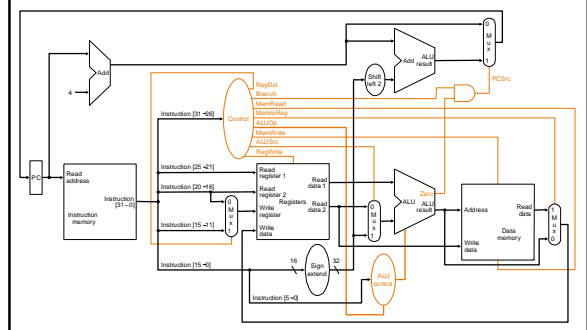 M
u
x
0
1
Add
ALU
result
Add
Shift
left 2
4
PCSrc
RegDst
Branch
MemRead
MemtoReg
ALUOp
MemWrite
ALUSrc
RegWrite
Control
Instruction [31–26]
Instruction [25–21]
Instruction [20–16]
Instruction [15–11]
Instruction [15–0]
Instruction [5–0]
PC
Read
address
Instruction
[31–0]
Instruction
memory
0
M
u
x
1
Read
register 1
Read
register 2
Registers
Write
register
Write
data
Read
data 1
Read
data 2
0
M
u
x
1
Zero
ALU
ALU
result
Address
Read
data
Data
memory
Write
data
1
M
u
x
0
16
Sign
extend
32
ALU
control